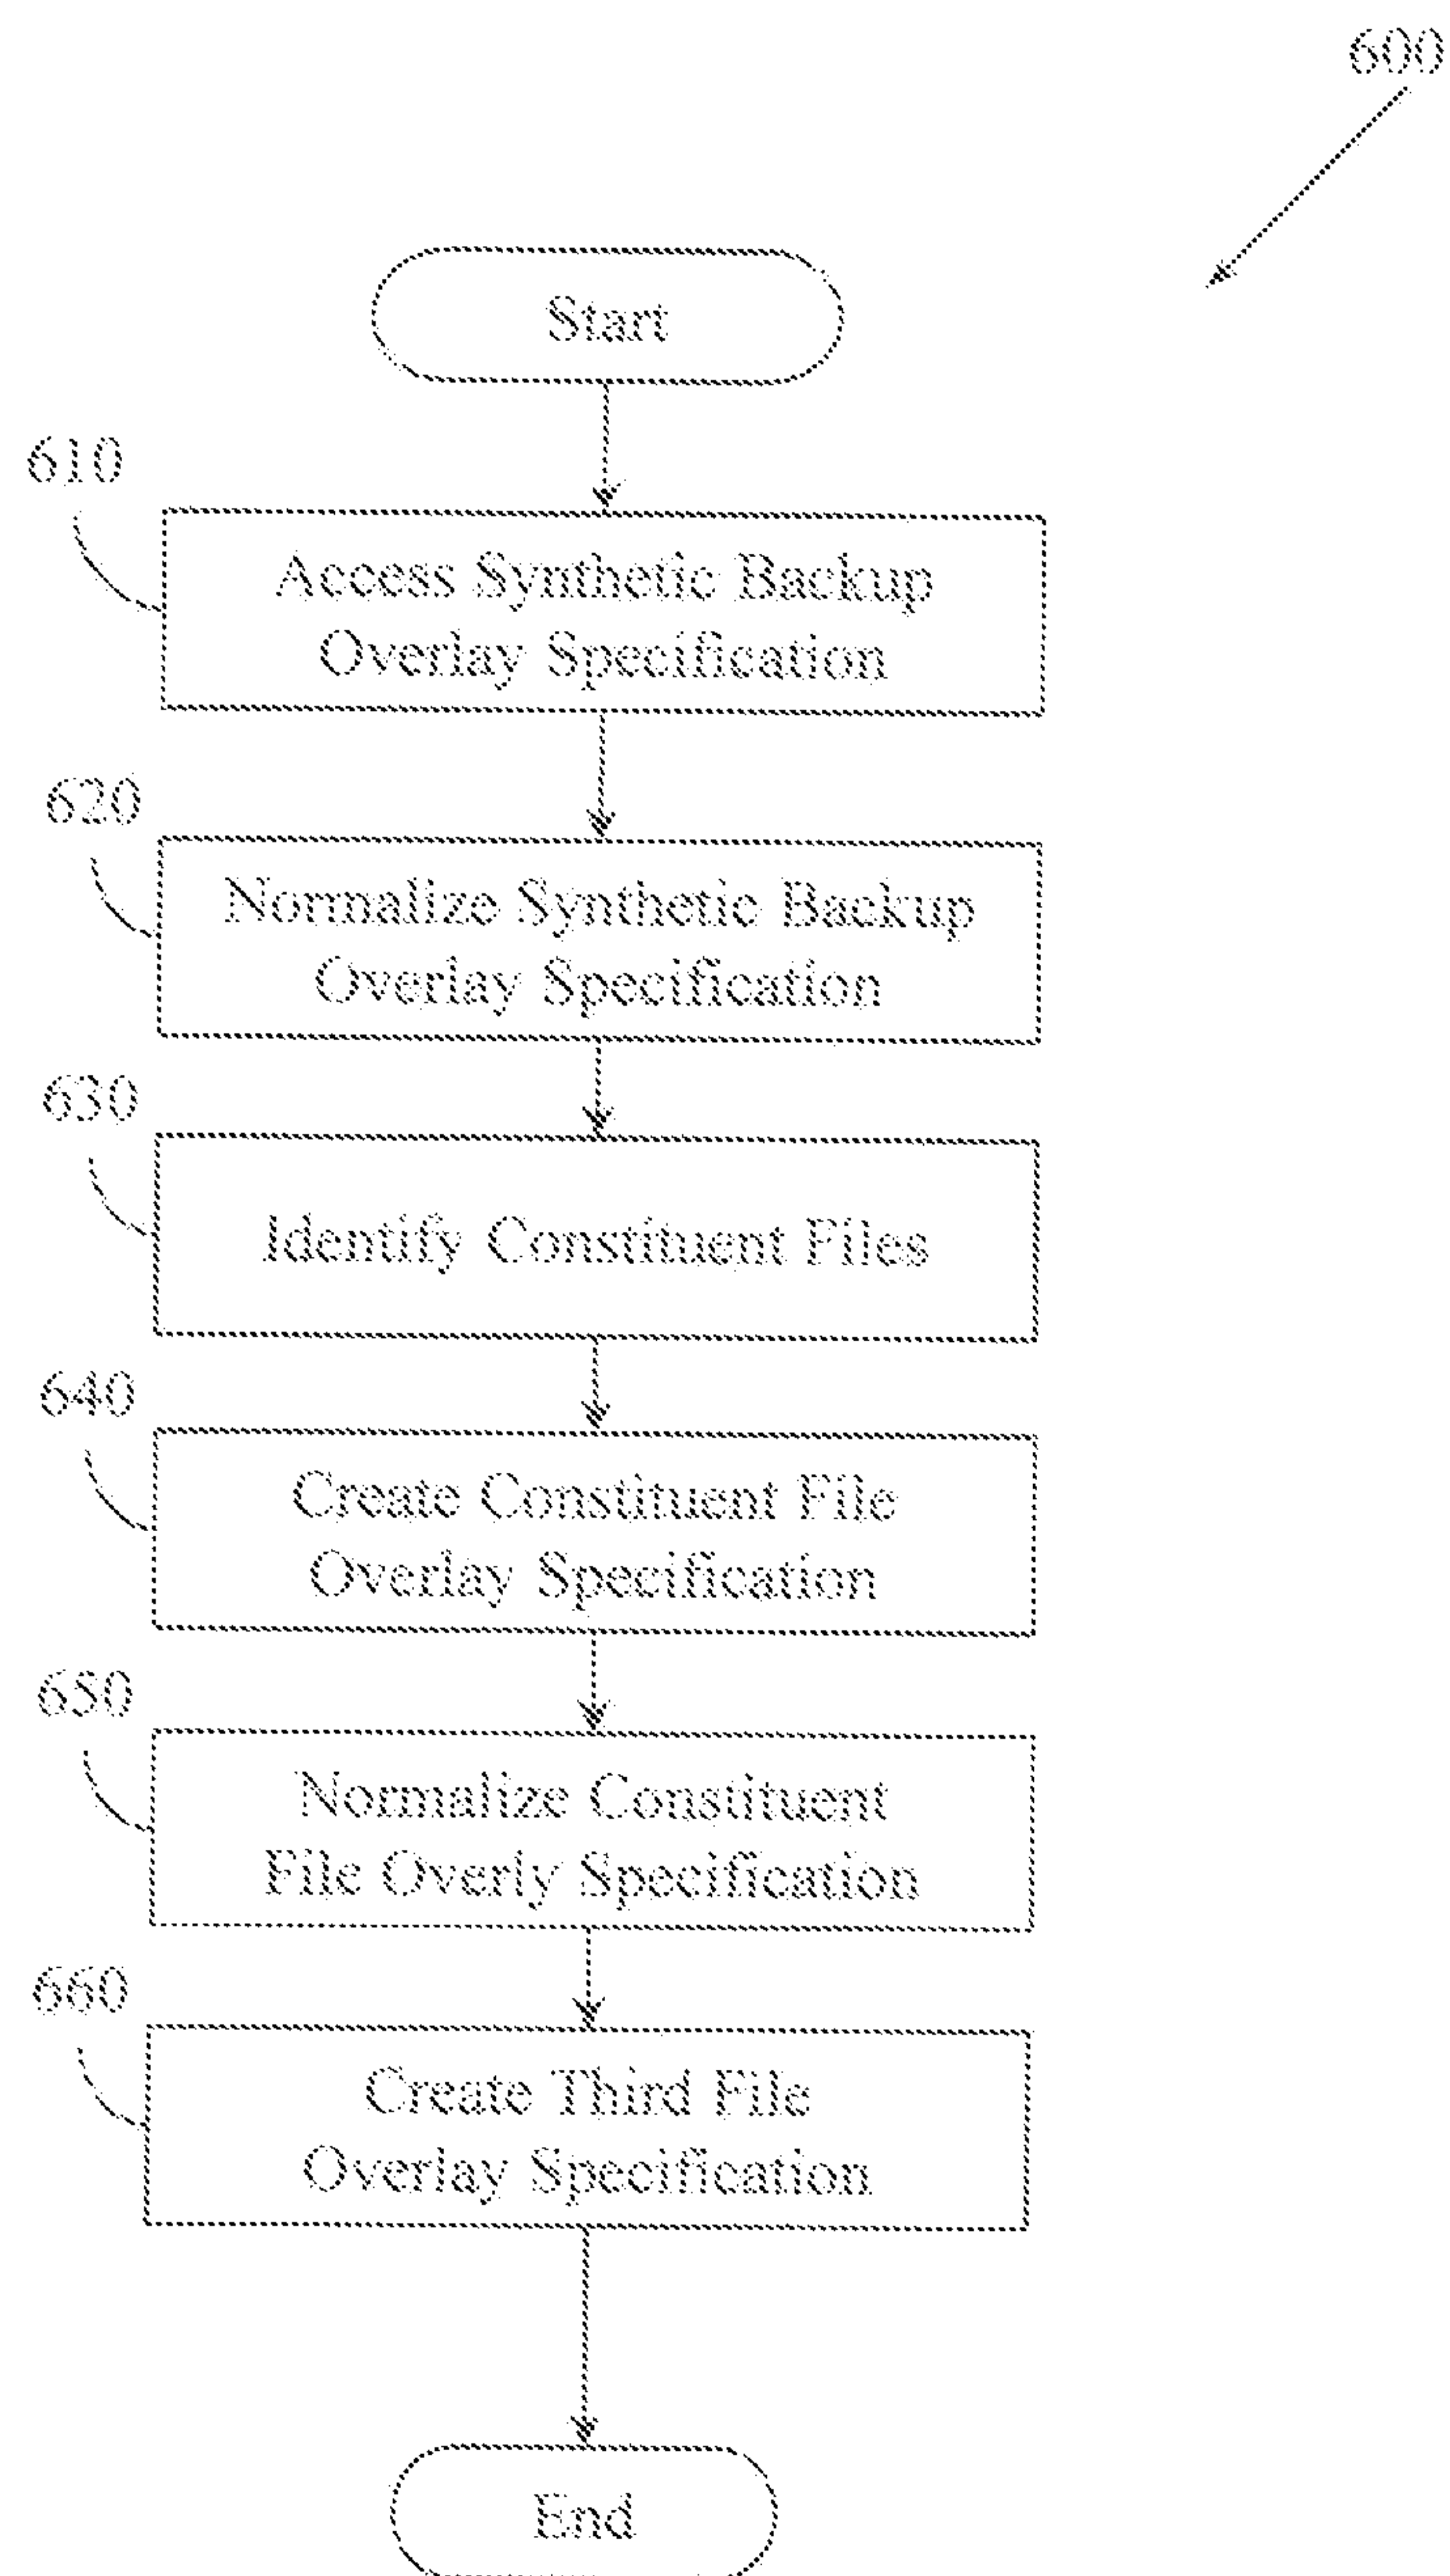 600
Start
610
Access Synthetic Backup
Overlay Specification
620
Normalize Synthetic Backup
Overlay Specification
630
Identify Constituent Files
640
Create Constituent File
Overlay Specification
650
Normalize Constituent
File Overly Specification
660
Create Third File
Overlay Specification
End